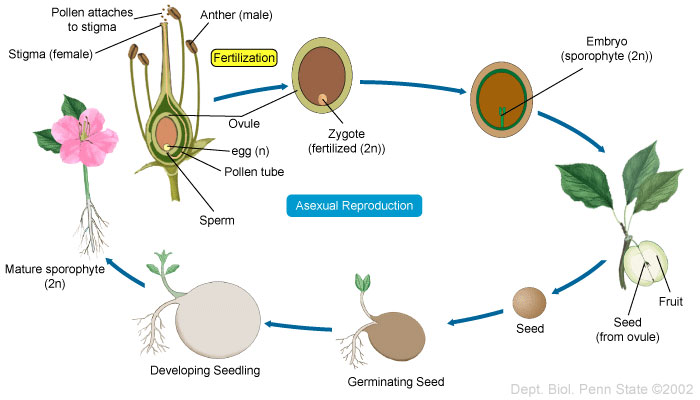 Pollen attaches
to stigma
Anther (male)
Stigma (female)
Fertilization
Embryo
(sporophyte (2n))
Ovule
Zygote
(fertilized (2n))
egg (n)
Pollen tube
Sperm
Asexual Reproduction
Mature sporophyte
(2n)
Fruit
Seed
(from ovule)
Seed
Germinating Seed
Developing Seedling
Dept. Biol. Penn State ©2002